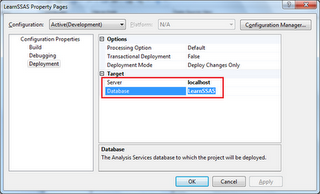 LearnSSAS Property Pages
Configuration: Active(Development) Platform: N/A Configuration Manager...
Configuration Properties
Build
Debugging
Deployment
Options
Processing Option Default
Transactional Deployment False
Deployment Mode Deploy Changes Only
Target
Server localhost
Database LearnSSAS
Database
The Analysis Services database to which the project will be deployed.
OK Cancel Apply